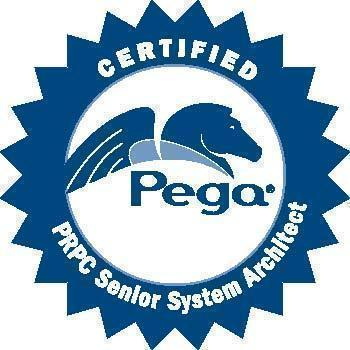 CERTIFIED
Pega®
PRPC Senior System Architect